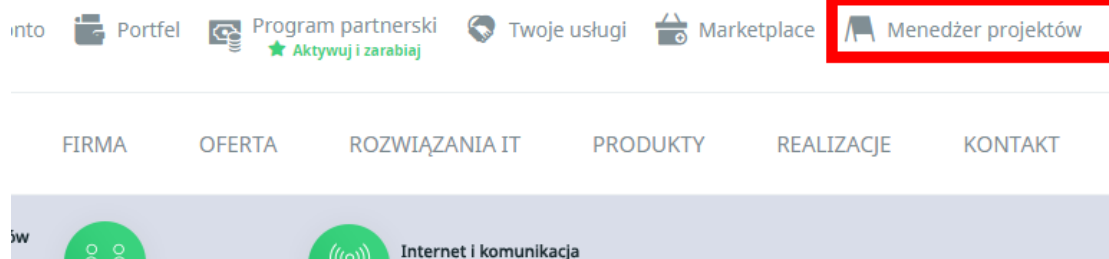 onto Portfel Program partnerski Twoje usługi Marketplace Menedżer projektów
Aktywuj i zarabiaj
FIRMA OFERTA ROZWIĄZANIA IT PRODUKTY REALIZACJE KONTAKT
ów
Internet i komunikacja